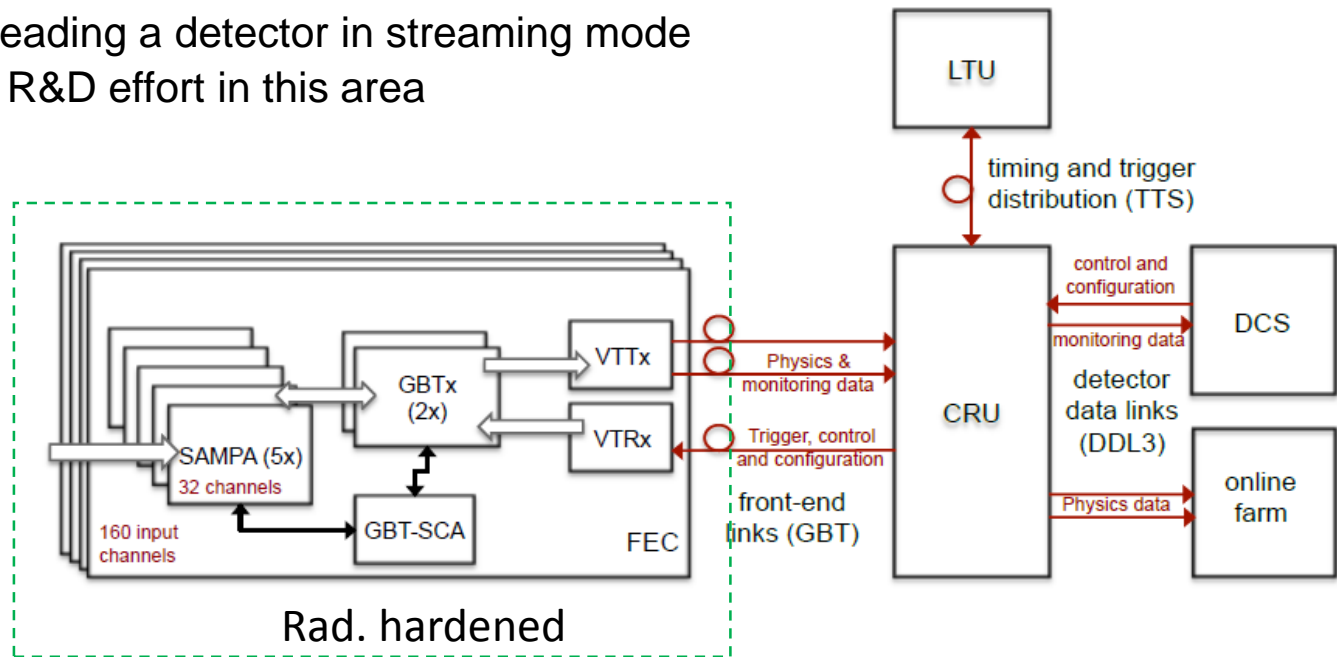 eading a detector in streaming mode
R&D effort in this area
LTU
timing and trigger
distribution (TTS)
SAMPA (5x)
32 channels
160 input
channels
GBTx
(2x)
GBT-SCA
VTTx
VTRx
FEC
Rad. hardened
Physics &
monitoring data
Trigger, control
and configuration
front-end
links (GBT)
CRU
control and
configuration
monitoring data
detector
data links
(DDL3)
Physics data
DCS
online
farm